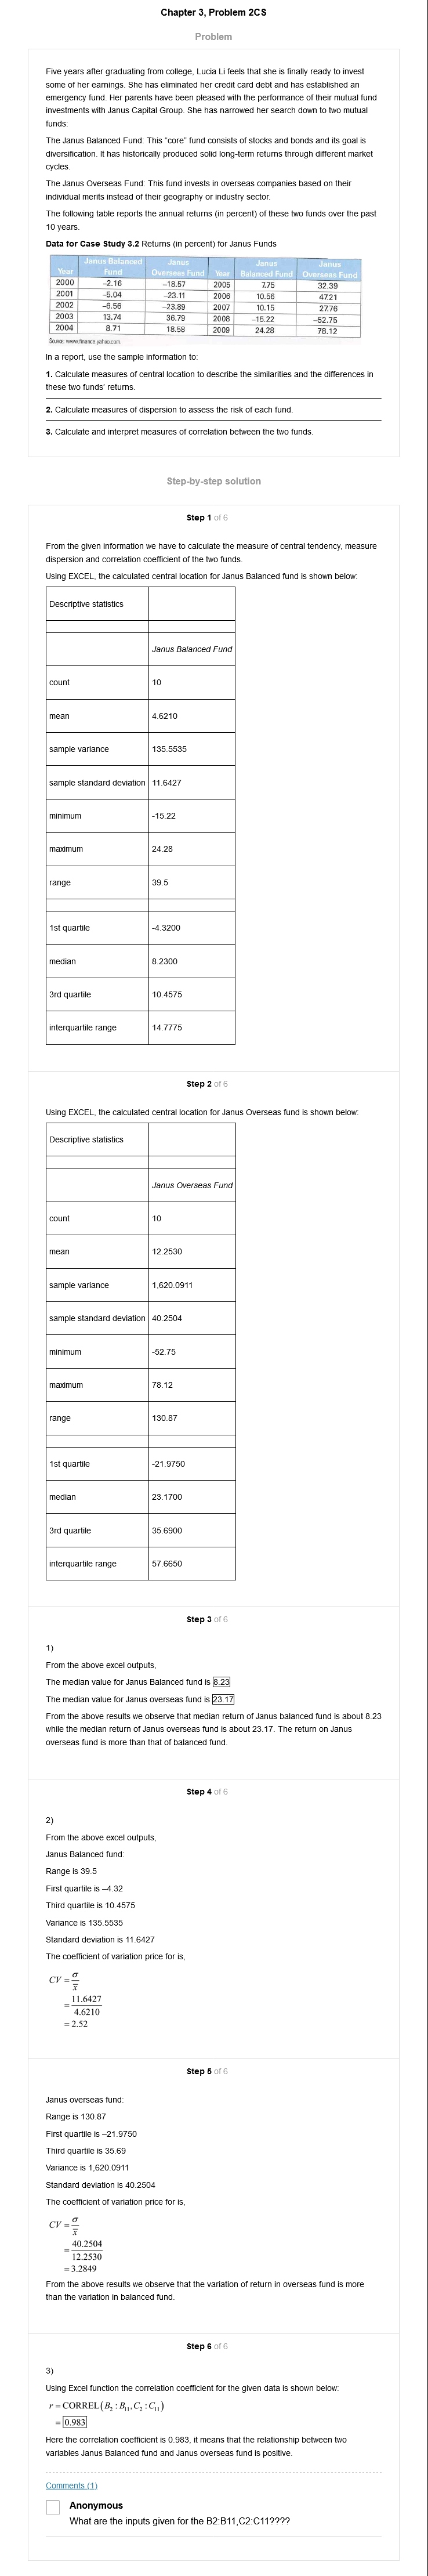 Chapter 3, Problem 2CS
Problem
Five years after graduating from college, Lucia Li feels that she is finally ready to invest
some of her earnings. She has eliminated her credit card debt and has established an
emergency fund. Her parents have been pleased with the performance of their mutual fund
investments with Janus Capital Group. She has narrowed her search down to two mutual
funds:
The Janus Balanced Fund: This “core” fund consists of stocks and bonds and its goal is
diversification. It has historically produced solid long-term returns through different market
cycles.
The Janus Overseas Fund: This fund invests in overseas companies based on their
individual merits instead of their geography or industry sector.
The following table reports the annual returns (in percent) of these two funds over the past
10 years.
Data for Case Study 3.2 Returns (in percent) for Janus Funds
Janus Balanced Janus Janus Janus
Year Fund Overseas Fund Year Balanced Fund Overseas Fund
2000 –2.16 –18.57 2005 7.75 32.39
2001 –5.04 –23.11 2006 10.56 47.21
2002 –6.56 –23.89 2007 10.15 27.76
2003 13.74 36.79 2008 –15.22 –52.75
2004 8.71 18.58 2009 24.28 78.12
Source: www.finance.yahoo.com.
In a report, use the sample information to:
1. Calculate measures of central location to describe the similarities and the differences in
these two funds’ returns.
2. Calculate measures of dispersion to assess the risk of each fund.
3. Calculate and interpret measures of correlation between the two funds.
Step-by-step solution
Step 1 of 6
From the given information we have to calculate the measure of central tendency, measure
dispersion and correlation coefficient of the two funds.
Using EXCEL, the calculated central location for Janus Balanced fund is shown below:
Descriptive statistics
Janus Balanced Fund
count 10
mean 4.6210
sample variance 135.5535
sample standard deviation 11.6427
minimum -15.22
maximum 24.28
range 39.5
1st quartile -4.3200
median 8.2300
3rd quartile 10.4575
interquartile range 14.7775
Step 2 of 6
Using EXCEL, the calculated central location for Janus Overseas fund is shown below:
Descriptive statistics
Janus Overseas Fund
count 10
mean 12.2530
sample variance 1,620.0911
sample standard deviation 40.2504
minimum -52.75
maximum 78.12
range 130.87
1st quartile -21.9750
median 23.1700
3rd quartile 35.6900
interquartile range 57.6650
Step 3 of 6
1)
From the above excel outputs,
The median value for Janus Balanced fund is 8.23
The median value for Janus overseas fund is 23.17
From the above results we observe that median return of Janus balanced fund is about 8.23
while the median return of Janus overseas fund is about 23.17. The return on Janus
overseas fund is more than that of balanced fund.
Step 4 of 6
2)
From the above excel outputs,
Janus Balanced fund:
Range is 39.5
First quartile is –4.32
Third quartile is 10.4575
Variance is 135.5535
Standard deviation is 11.6427
The coefficient of variation price for is,
CV = σ / x̄
= 11.6427 / 4.6210
= 2.52
Step 5 of 6
Janus overseas fund:
Range is 130.87
First quartile is –21.9750
Third quartile is 35.69
Variance is 1,620.0911
Standard deviation is 40.2504
The coefficient of variation price for is,
CV = σ / x̄
= 40.2504 / 12.2530
= 3.2849
From the above results we observe that the variation of return in overseas fund is more
than the variation in balanced fund.
Step 6 of 6
3)
Using Excel function the correlation coefficient for the given data is shown below:
r = CORREL(B₂ : B₁₁, C₂ : C₁₁)
= 0.983
Here the correlation coefficient is 0.983, it means that the relationship between two
variables Janus Balanced fund and Janus overseas fund is positive.
Comments (1)
Anonymous
What are the inputs given for the B2:B11,C2:C11????